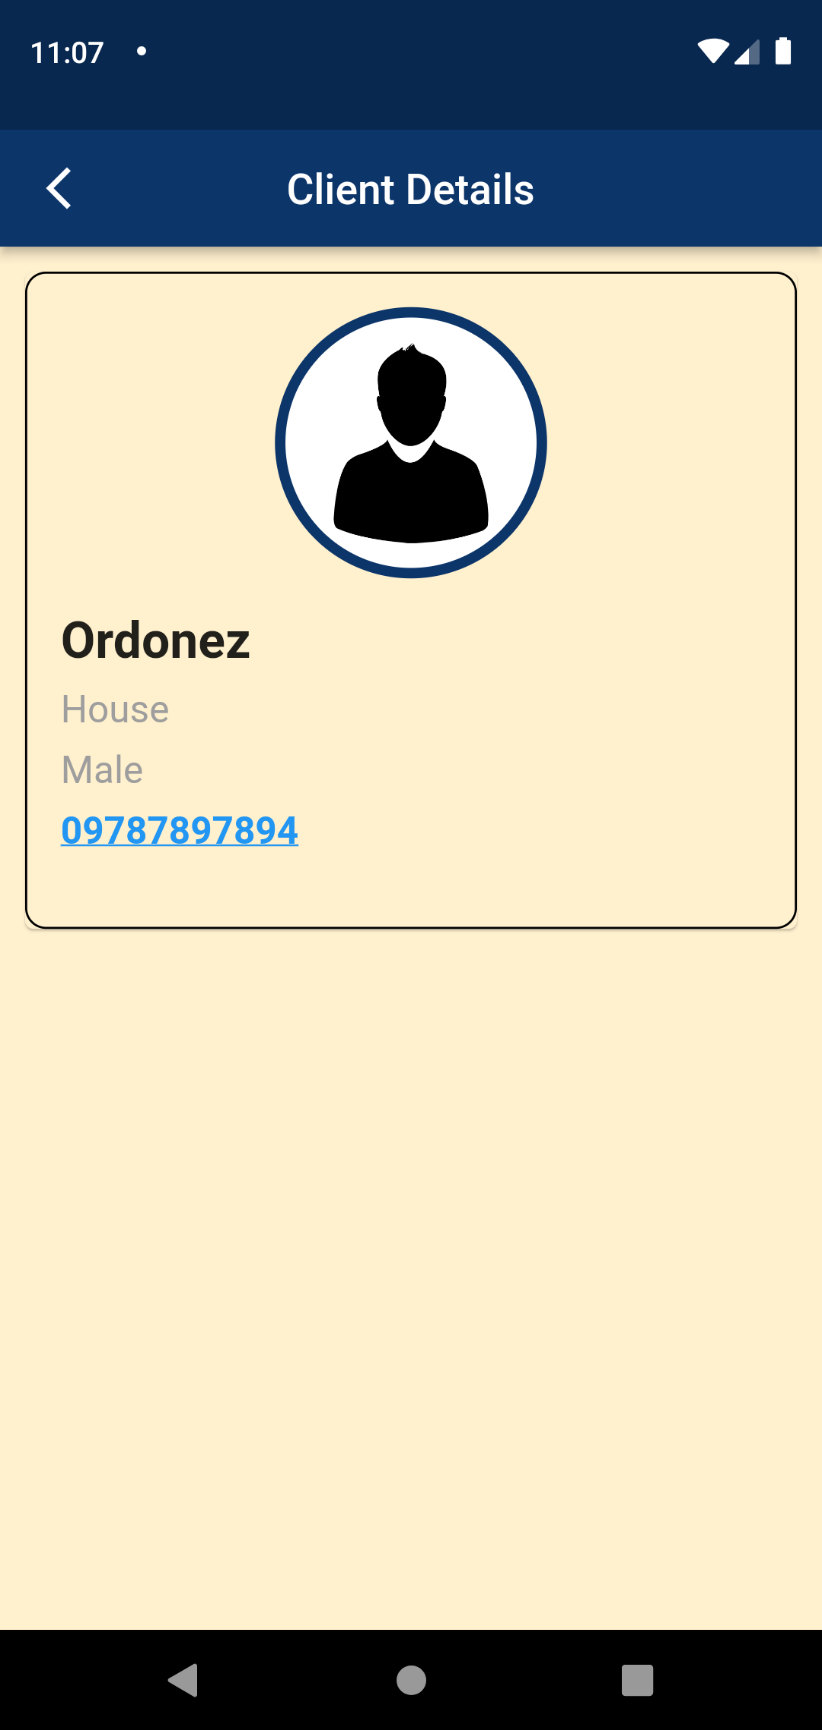 11:07
Client Details
Ordonez
House
Male
09787897894